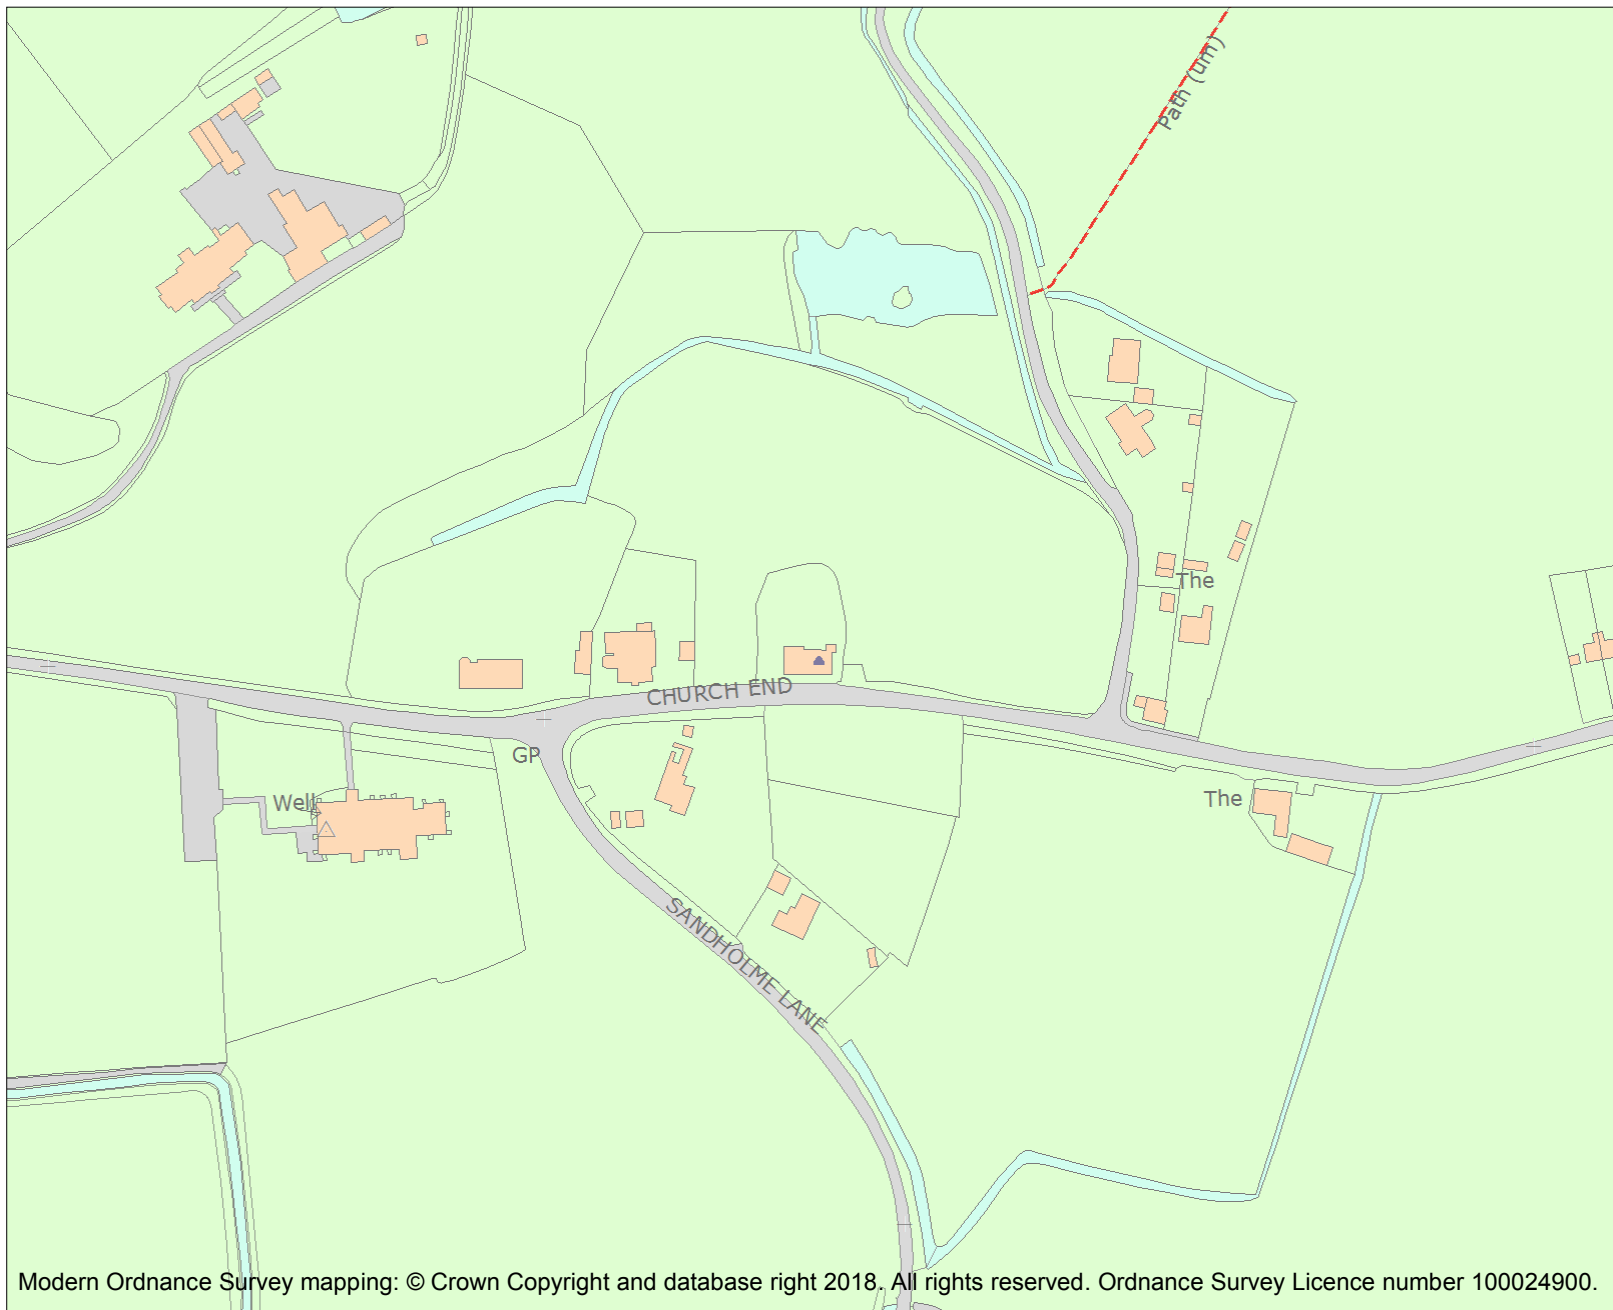 Path (um)
The
CHURCH END
GP
Well
The
SANDHOLME LANE
Modern Ordnance Survey mapping: © Crown Copyright and database right 2018. All rights reserved. Ordnance Survey Licence number 100024900.